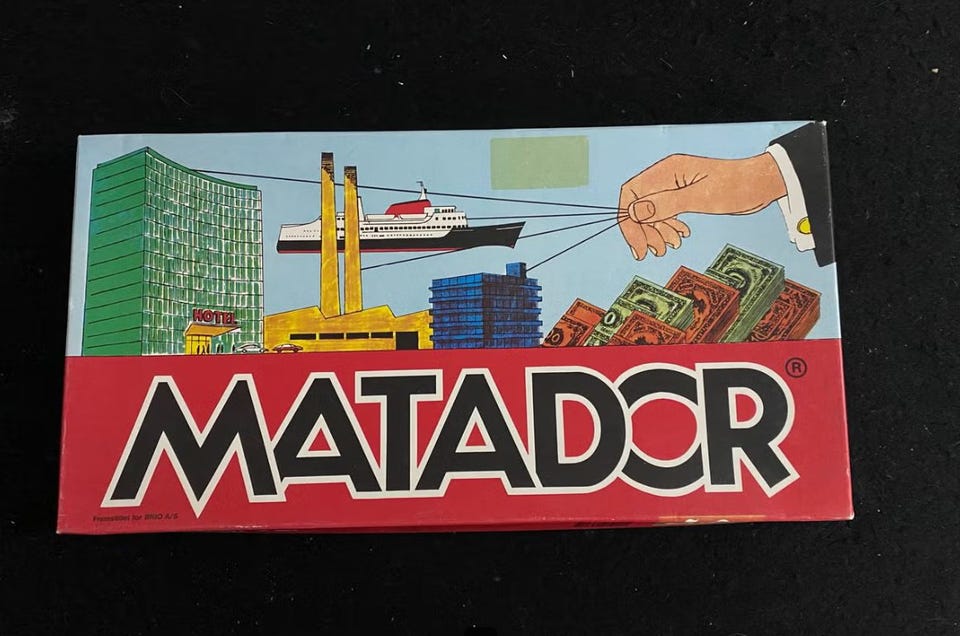 HOTEL
MATADOR®
Fremstillet for BRIO A/S